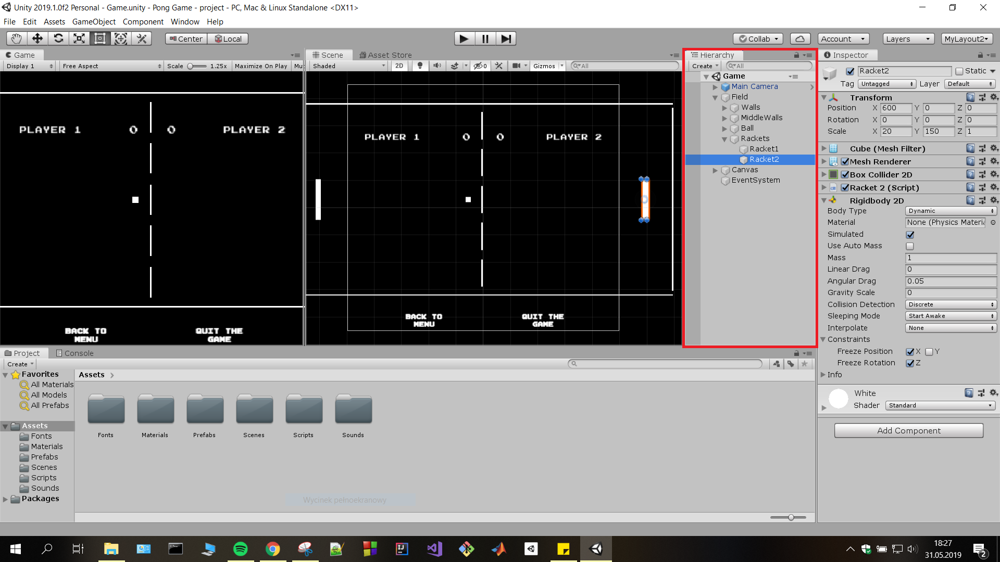 Unity 2019.1.0f2 Personal - Game.unity - Pong Game - project - PC, Mac & Linux Standalone <DX11>
File Edit Assets GameObject Component Window Help
Center Local Collab Account Layers MyLayout2
Game Scene Asset Store Hierarchy Inspector
Display 1 Free Aspect Scale 1.25x Maximize On Play Mu Shaded 2D 0 Gizmos All Create All
Racket2 Static
Tag Untagged Layer Default
Game
Main Camera
Field
Walls
MiddleWalls
Ball
Rackets
Racket1
Racket2
Canvas
EventSystem
Transform
Position X 600 Y 0 Z 0
Rotation X 0 Y 0 Z 0
Scale X 20 Y 150 Z 1
Cube (Mesh Filter)
Mesh Renderer
Box Collider 2D
Racket 2 (Script)
Rigidbody 2D
Body Type Dynamic
Material None (Physics Materia
Simulated
Use Auto Mass
Mass 1
Linear Drag 0
Angular Drag 0.05
Gravity Scale 0
Collision Detection Discrete
Sleeping Mode Start Awake
Interpolate None
Constraints
Freeze Position X Y
Freeze Rotation Z
Info
White
Shader Standard
Add Component
PLAYER 1 0 0 PLAYER 2
BACK TO MENU
QUIT THE GAME
PLAYER 1 0 0 PLAYER 2
BACK TO MENU
QUIT THE GAME
Project Console
Create
Favorites
All Materials
All Models
All Prefabs
Assets
Fonts
Materials
Prefabs
Scenes
Scripts
Sounds
Packages
Assets
Fonts Materials Prefabs Scenes Scripts Sounds
Wycinek pełnoekranowy
18:27
31.05.2019
2